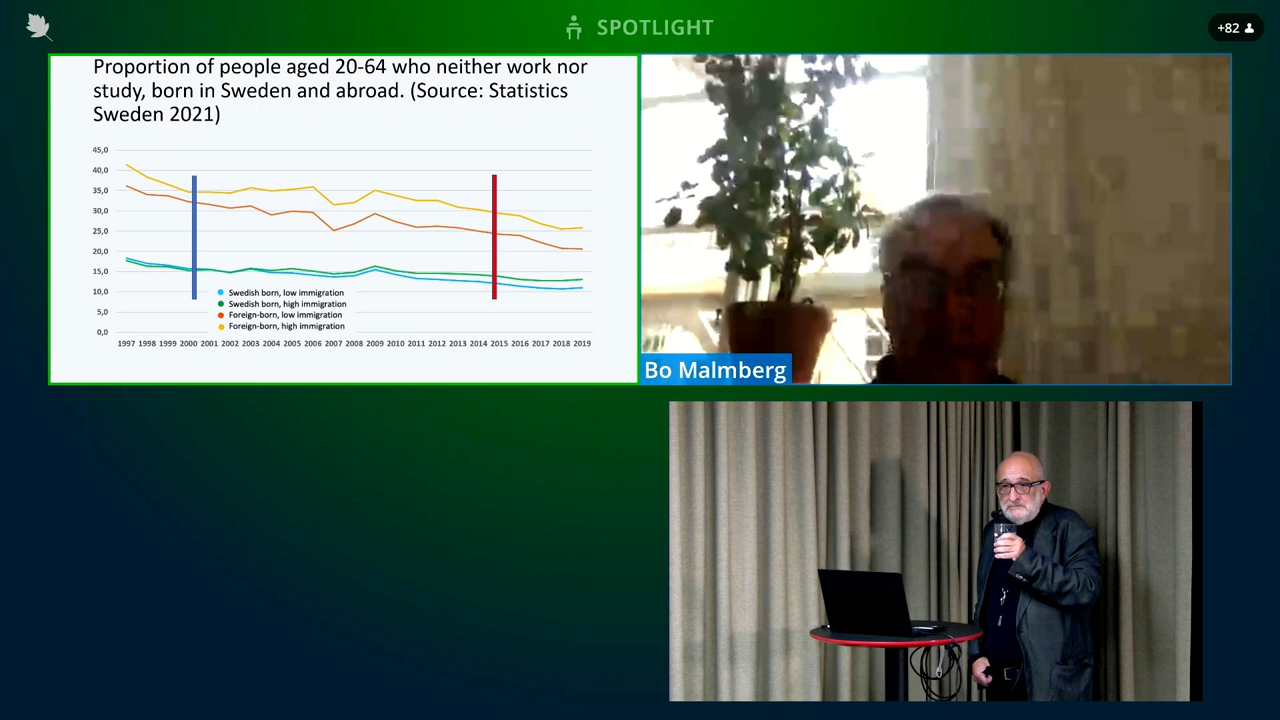 SPOTLIGHT
+82
Proportion of people aged 20-64 who neither work nor
study, born in Sweden and abroad. (Source: Statistics
Sweden 2021)
45,0
40,0
35,0
30,0
25,0
20,0
15,0
10,0
5,0
0,0
Swedish born, low immigration
Swedish born, high immigration
Foreign-born, low immigration
Foreign-born, high immigration
1997 1998 1999 2000 2001 2002 2003 2004 2005 2006 2007 2008 2009 2010 2011 2012 2013 2014 2015 2016 2017 2018 2019
Bo Malmberg